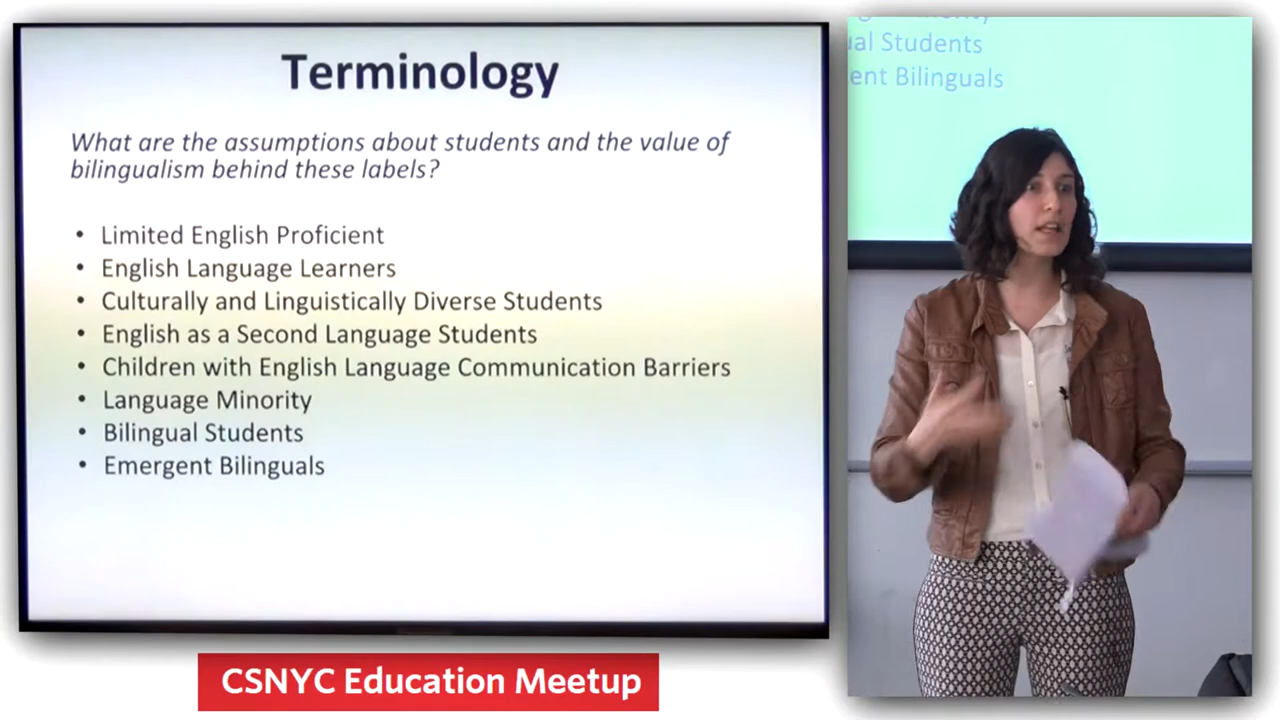 Terminology
What are the assumptions about students and the value of
bilingualism behind these labels?
• Limited English Proficient
• English Language Learners
• Culturally and Linguistically Diverse Students
• English as a Second Language Students
• Children with English Language Communication Barriers
• Language Minority
• Bilingual Students
• Emergent Bilinguals
CSNYC Education Meetup
Students
Bilinguals